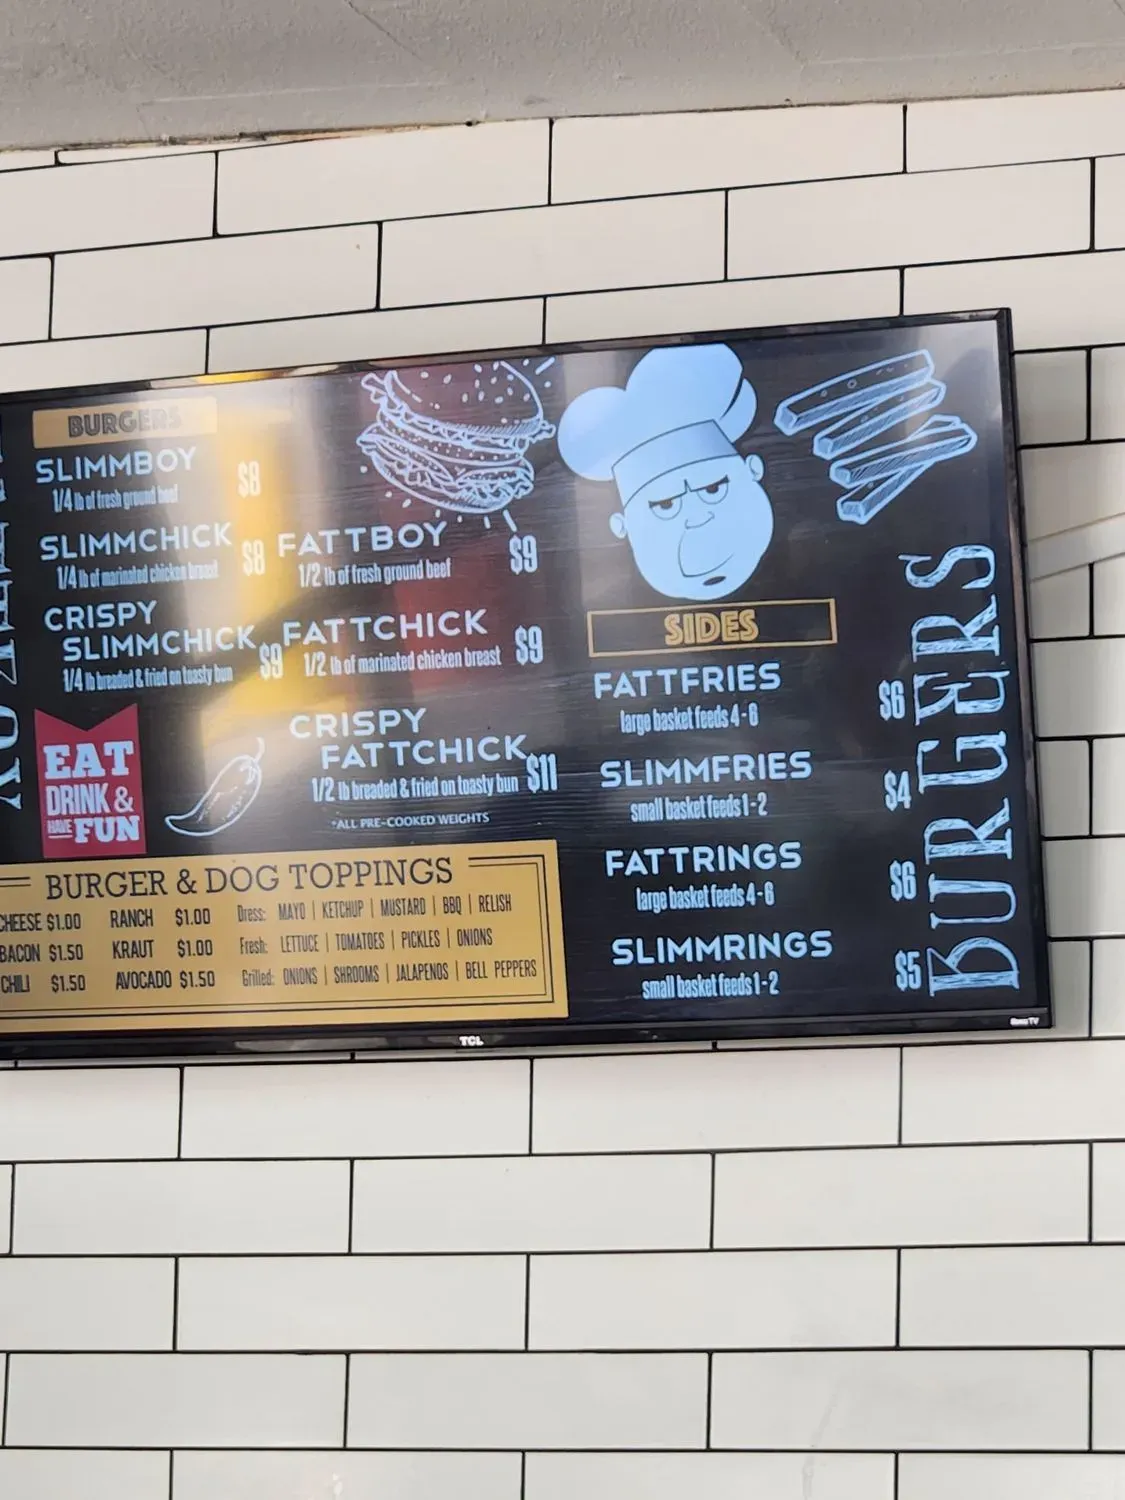 BURGERS
SLIMMBOY
1/4 lb of fresh ground beef
$8
SLIMMCHICK
1/4 lb of marinated chicken breast
$8
CRISPY
SLIMMCHICK
1/4 lb breaded & fried on toasty bun
$9
FATTBOY
1/2 lb of fresh ground beef
$9
FATTCHICK
1/2 lb of marinated chicken breast
$9
CRISPY
FATTCHICK
1/2 lb breaded & fried on toasty bun
$11
*ALL PRE-COOKED WEIGHTS
EAT
DRINK &
HAVE FUN
BURGER & DOG TOPPINGS
CHEESE $1.00 RANCH $1.00 Dress: MAYO | KETCHUP | MUSTARD | BBQ | RELISH
BACON $1.50 KRAUT $1.00 Fresh: LETTUCE | TOMATOES | PICKLES | ONIONS
CHILI $1.50 AVOCADO $1.50 Grilled: ONIONS | SHROOMS | JALAPENOS | BELL PEPPERS
SIDES
FATTFRIES
large basket feeds 4 - 6
$6
SLIMMFRIES
small basket feeds 1 - 2
$4
FATTRINGS
large basket feeds 4 - 6
$6
SLIMMRINGS
small basket feeds 1 - 2
$5
BURGERS
TCL
Roku TV